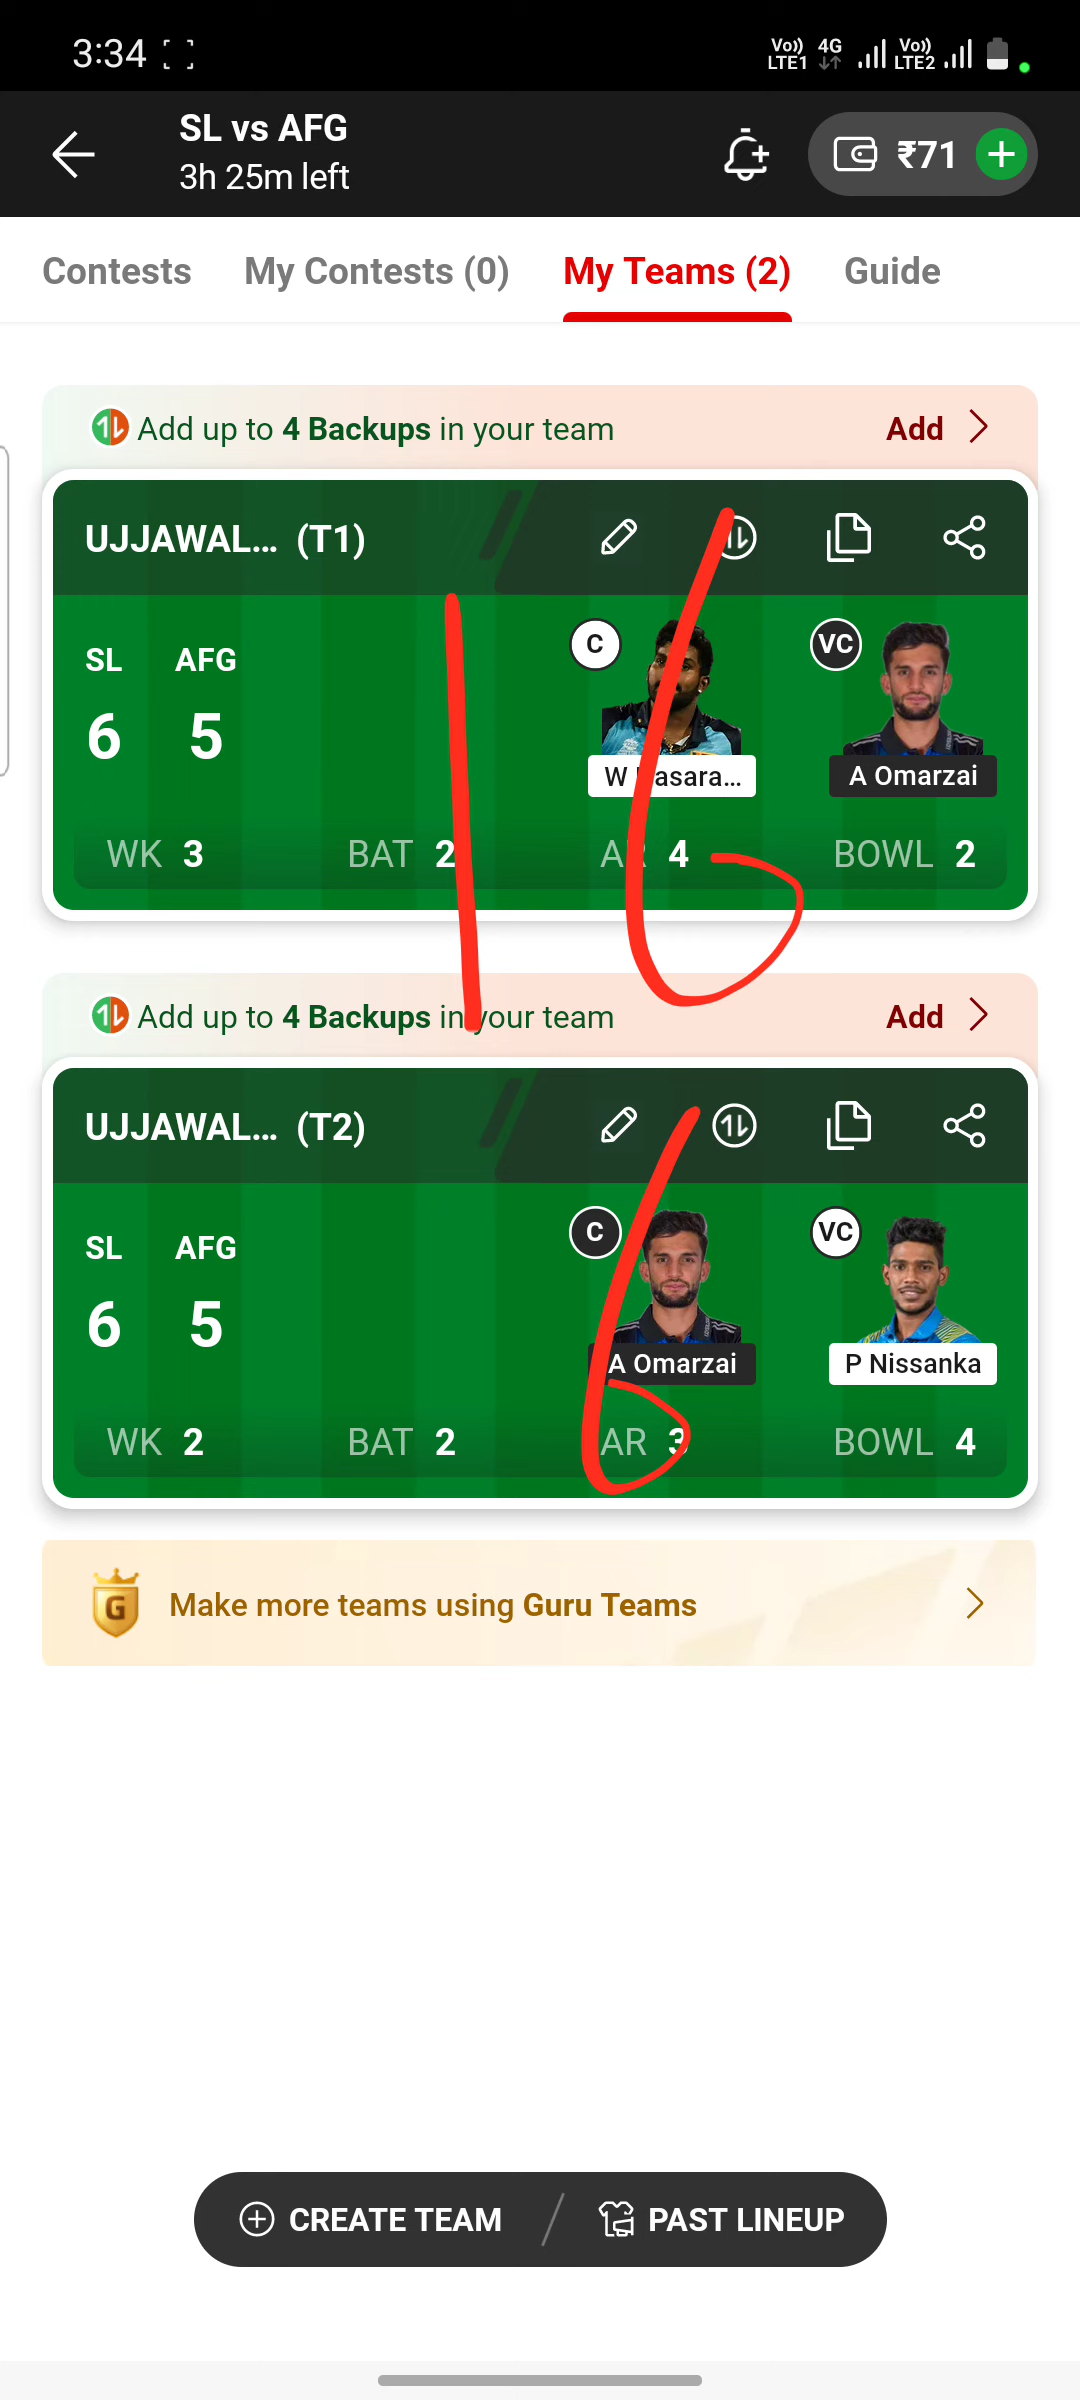 3:34
Vo)) LTE1 4G Vo)) LTE2
SL vs AFG
3h 25m left
₹71
Contests My Contests (0) My Teams (2) Guide
Add up to 4 Backups in your team Add
UJJAWAL... (T1)
SL AFG
6 5
C VC
A Omarzai
WK 3 BAT 2 AR 4 BOWL 2
16
Add up to 4 Backups in your team Add
UJJAWAL... (T2)
SL AFG
6 5
C VC
A Omarzai P Nissanka
WK 2 BAT 2 AR 3 BOWL 4
6
G Make more teams using Guru Teams
CREATE TEAM / PAST LINEUP